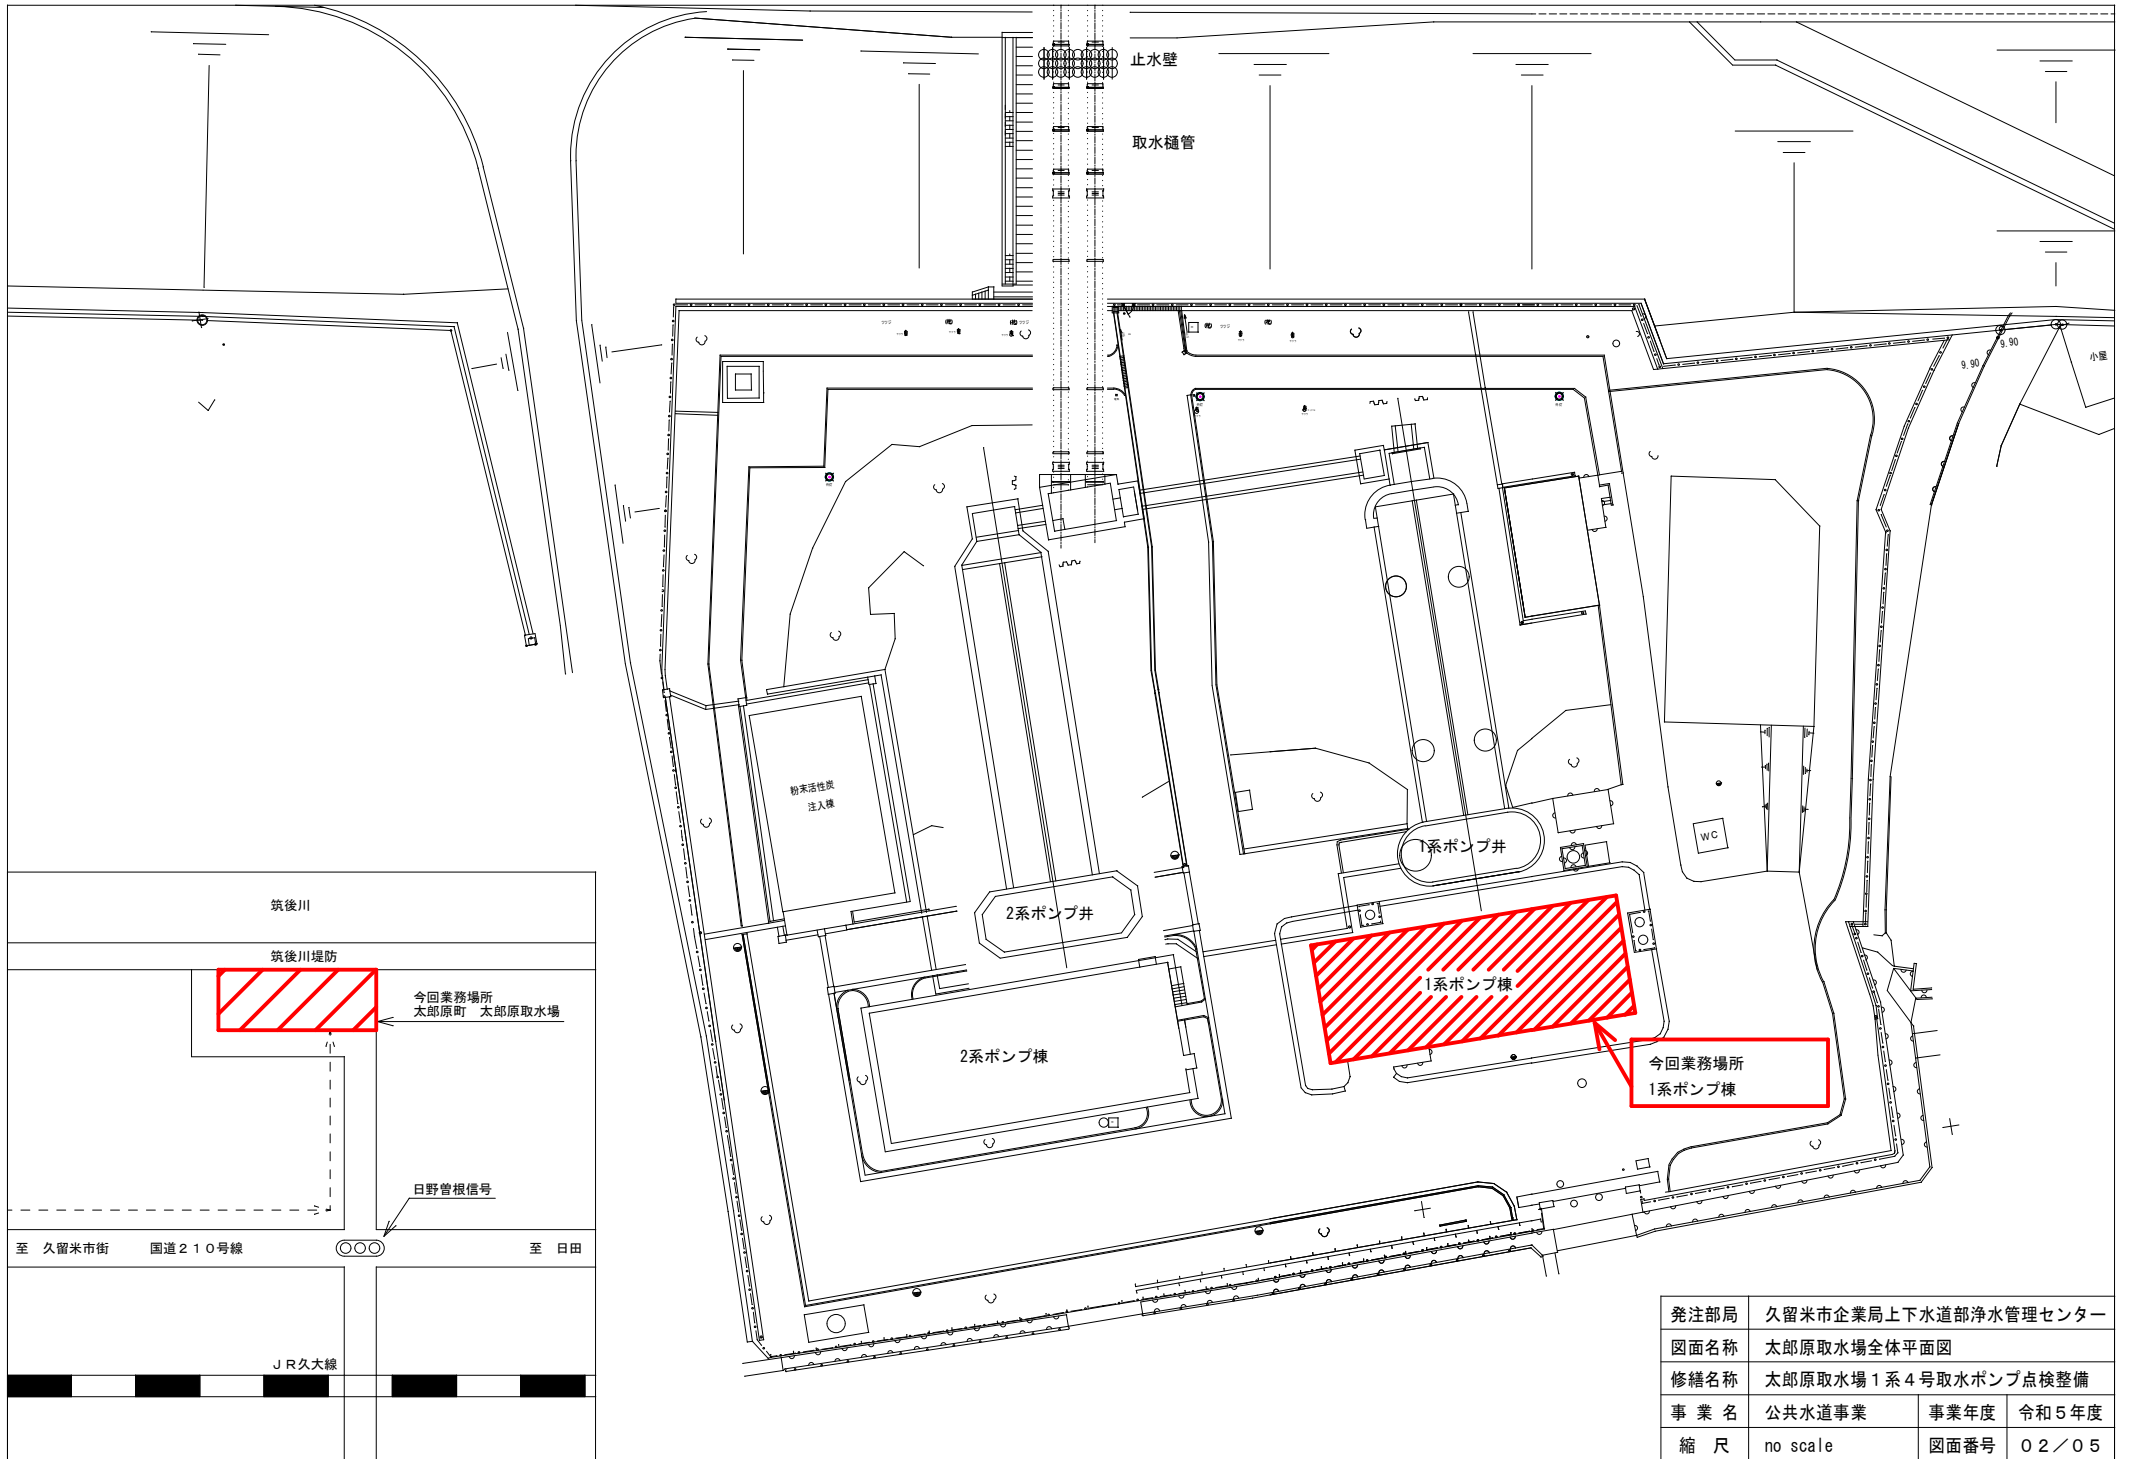 止水壁
取水樋管
9.90
9.90
小屋
粉末活性炭
注入棟
1系ポンプ井
WC
2系ポンプ井
1系ポンプ棟
2系ポンプ棟
今回業務場所
1系ポンプ棟
筑後川
筑後川堤防
今回業務場所
太郎原町　太郎原取水場
日野曽根信号
至　久留米市街　国道２１０号線　至　日田
ＪＲ久大線
発注部局　久留米市企業局上下水道部浄水管理センター
図面名称　太郎原取水場全体平面図
修繕名称　太郎原取水場１系４号取水ポンプ点検整備
事 業 名　公共水道事業　事業年度　令和５年度
縮　尺　no scale　図面番号　０２／０５